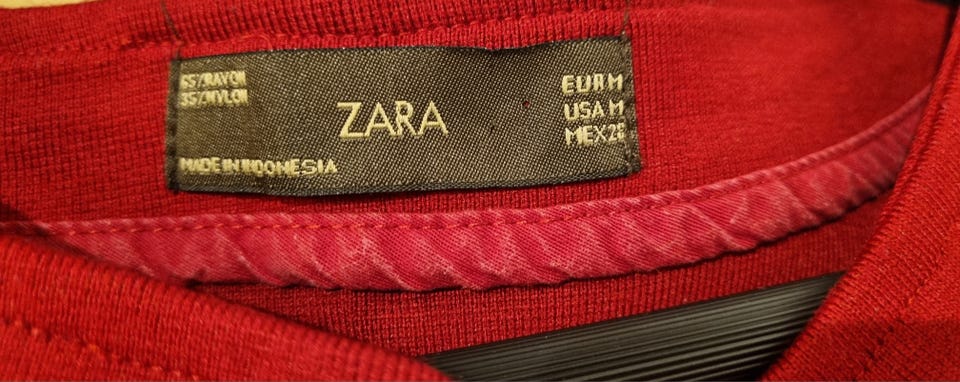 65%RAYON
35%NYLON
ZARA
MADE IN INDONESIA
EUR M
USA M
MEX 28